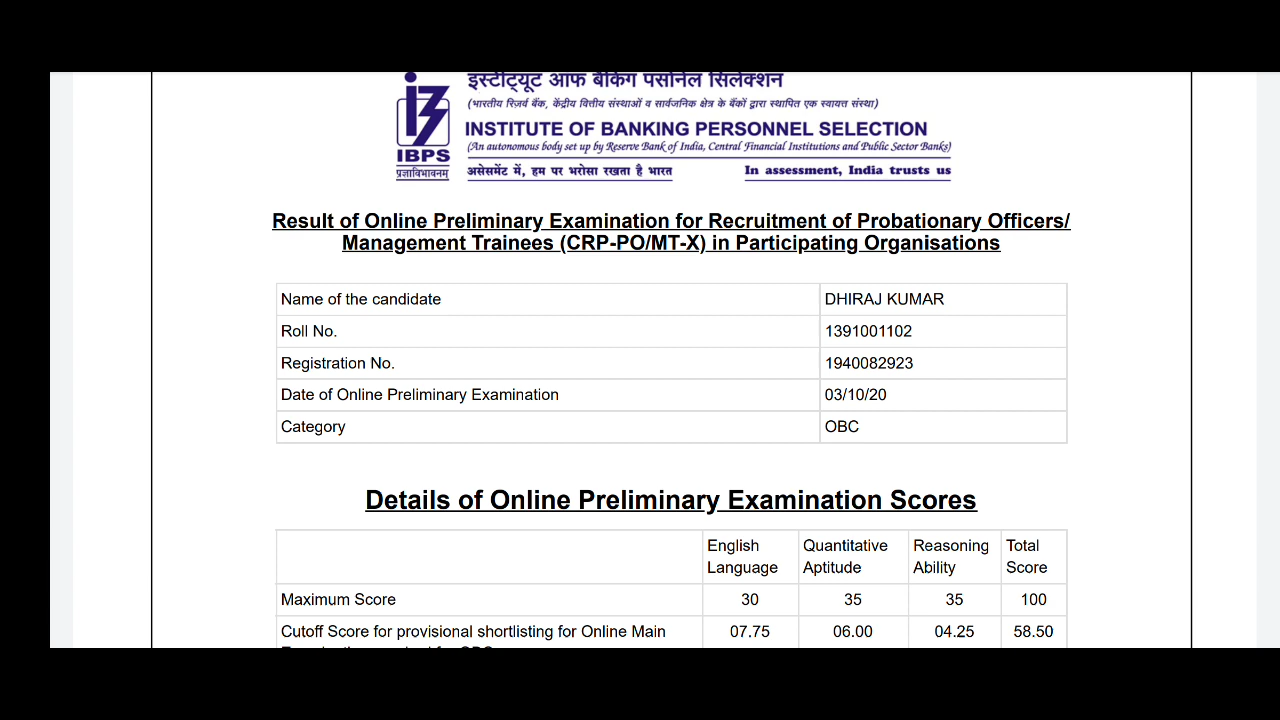 इंस्टीट्यूट ऑफ बैंकिंग पर्सोनेल सिलेक्शन
(भारतीय रिज़र्व बैंक, केंद्रीय वित्तीय संस्थाओं व सार्वजनिक क्षेत्र के बैंकों द्वारा स्थापित एक स्वायत्त संस्था)
INSTITUTE OF BANKING PERSONNEL SELECTION
(An autonomous body set up by Reserve Bank of India, Central Financial Institutions and Public Sector Banks)
IBPS
प्रज्ञाविभावनम्
असेसमेंट में, हम पर भरोसा रखता है भारत In assessment, India trusts us
Result of Online Preliminary Examination for Recruitment of Probationary Officers/
Management Trainees (CRP-PO/MT-X) in Participating Organisations
Name of the candidate DHIRAJ KUMAR
Roll No. 1391001102
Registration No. 1940082923
Date of Online Preliminary Examination 03/10/20
Category OBC
Details of Online Preliminary Examination Scores
English Language Quantitative Aptitude Reasoning Ability Total Score
Maximum Score 30 35 35 100
Cutoff Score for provisional shortlisting for Online Main 07.75 06.00 04.25 58.50